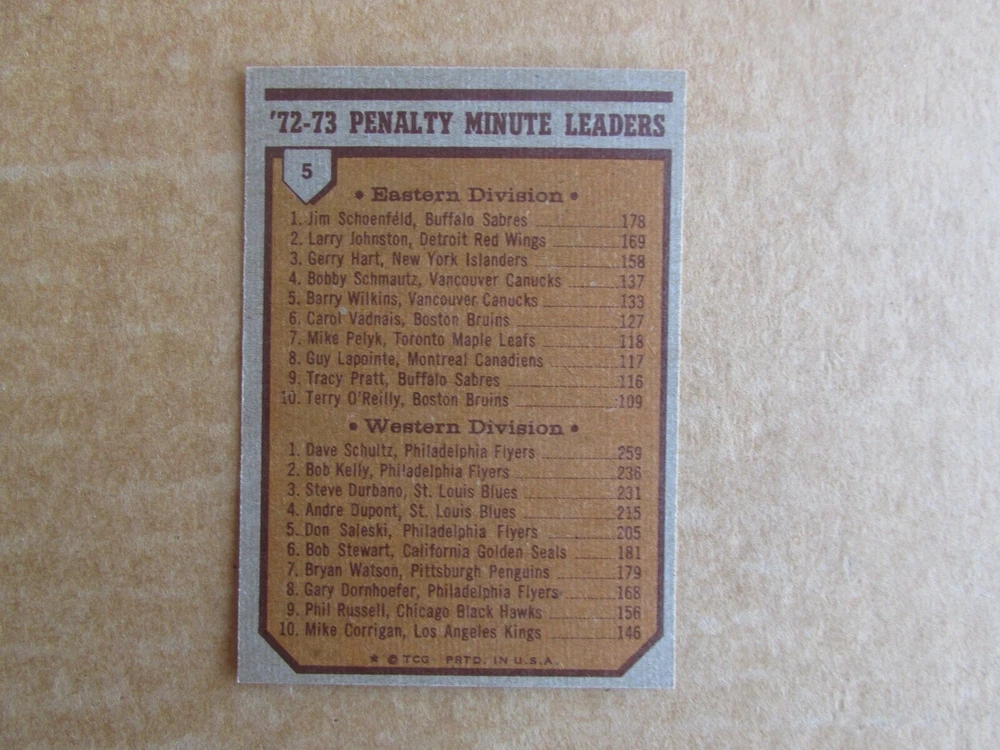 '72-73 PENALTY MINUTE LEADERS
5
• Eastern Division •
1. Jim Schoenfeld, Buffalo Sabres 178
2. Larry Johnston, Detroit Red Wings 169
3. Gerry Hart, New York Islanders 158
4. Bobby Schmautz, Vancouver Canucks 137
5. Barry Wilkins, Vancouver Canucks 133
6. Carol Vadnais, Boston Bruins 127
7. Mike Pelyk, Toronto Maple Leafs 118
8. Guy Lapointe, Montreal Canadiens 117
9. Tracy Pratt, Buffalo Sabres 116
10. Terry O'Reilly, Boston Bruins 109
• Western Division •
1. Dave Schultz, Philadelphia Flyers 259
2. Bob Kelly, Philadelphia Flyers 236
3. Steve Durbano, St. Louis Blues 231
4. Andre Dupont, St. Louis Blues 215
5. Don Saleski, Philadelphia Flyers 205
6. Bob Stewart, California Golden Seals 181
7. Bryan Watson, Pittsburgh Penguins 179
8. Gary Dornhoefer, Philadelphia Flyers 168
9. Phil Russell, Chicago Black Hawks 156
10. Mike Corrigan, Los Angeles Kings 146
★ © TCG PRTD. IN U.S.A.